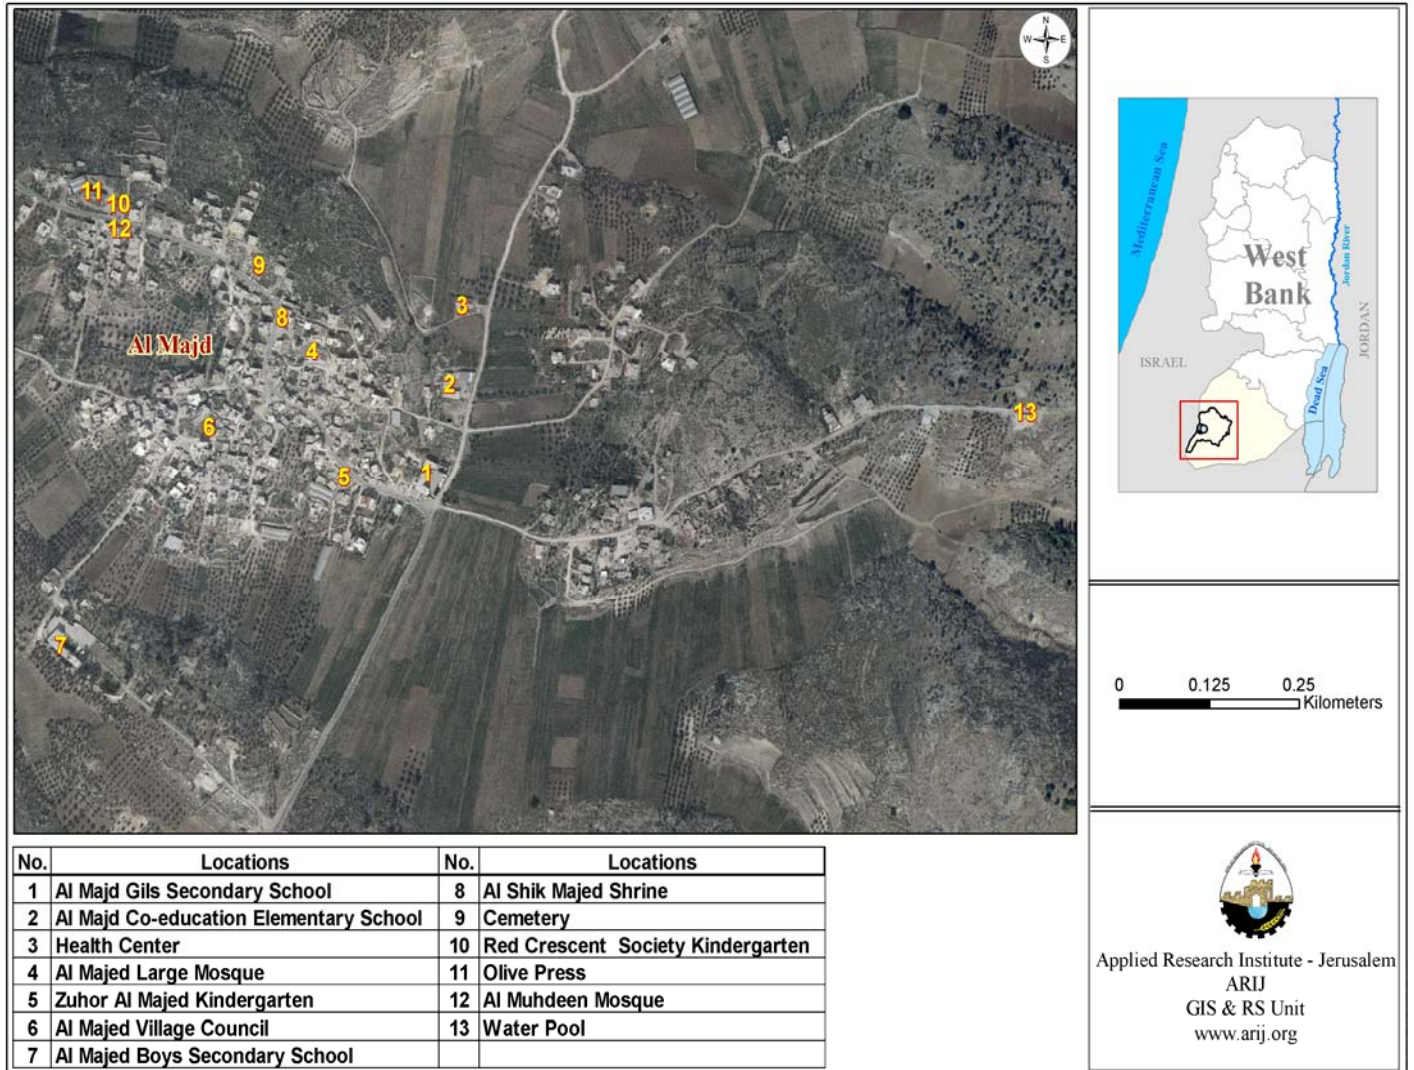 N
W E
S
11
10
12
9
8
3
Al Majd
4
2
13
6
5
1
7
Mediterranean Sea
Jordan River
West
Bank
JORDAN
ISRAEL
Dead Sea
0 0.125 0.25
Kilometers
No. Locations No. Locations
1 Al Majd Gils Secondary School 8 Al Shik Majed Shrine
2 Al Majd Co-education Elementary School 9 Cemetery
3 Health Center 10 Red Crescent Society Kindergarten
4 Al Majed Large Mosque 11 Olive Press
5 Zuhor Al Majed Kindergarten 12 Al Muhdeen Mosque
6 Al Majed Village Council 13 Water Pool
7 Al Majed Boys Secondary School
Applied Research Institute - Jerusalem
ARIJ
GIS & RS Unit
www.arij.org